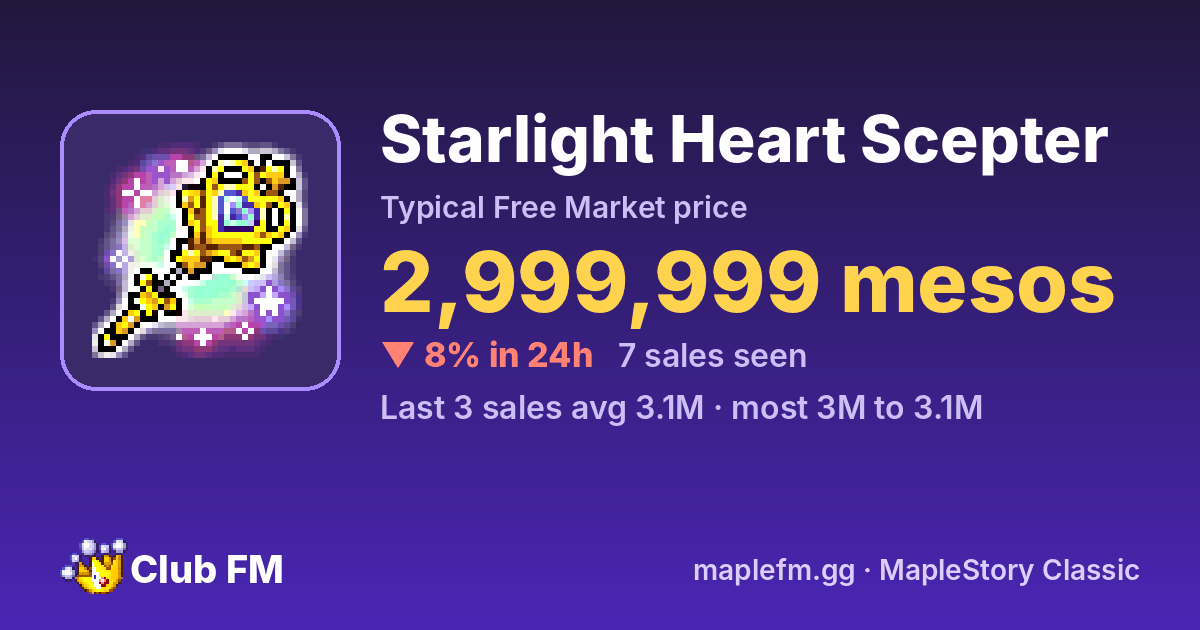 Starlight Heart Scepter
Typical Free Market price
2,999,999 mesos
▼ 8% in 24h 7 sales seen
Last 3 sales avg 3.1M · most 3M to 3.1M
Club FM
maplefm.gg · MapleStory Classic